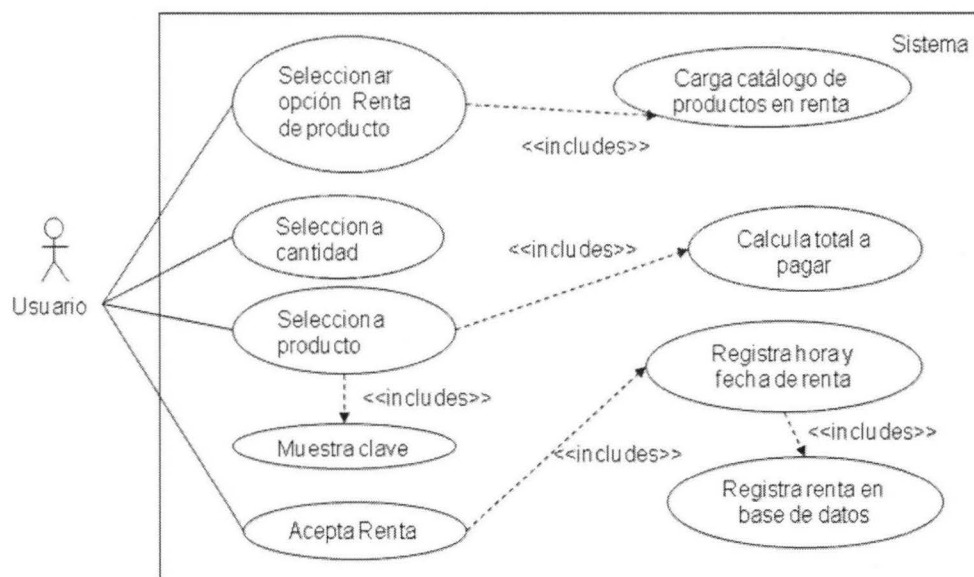 Sistema
Seleccionar
opción Renta
de producto
Carga catálogo de
productos en renta
<<includes>>
Selecciona
cantidad
<<includes>>
Calcula total a
pagar
Usuario
Selecciona
producto
Registra hora y
fecha de renta
<<includes>>
<<includes>>
Muestra clave
<<includes>>
Registra renta en
base de datos
Acepta Renta